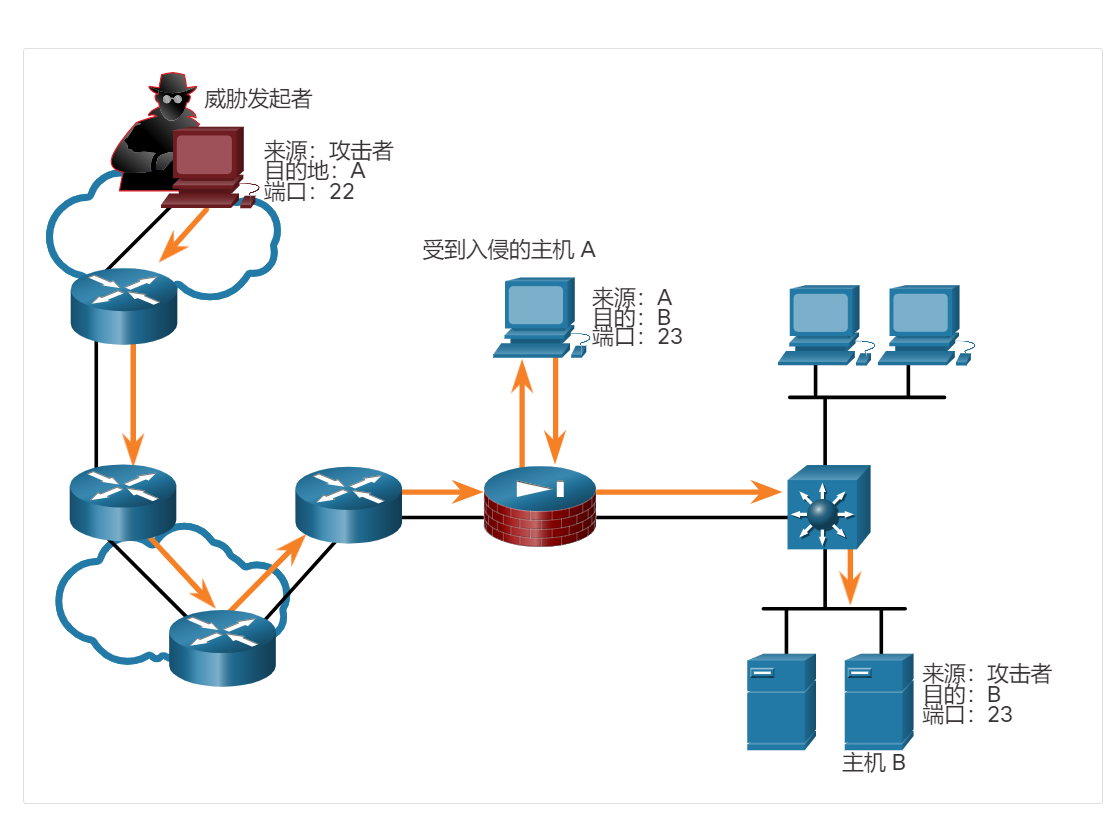 威胁发起者
来源：攻击者
目的地：A
端口：22
受到入侵的主机 A
来源：A
目的：B
端口：23
来源：攻击者
目的：B
端口：23
主机 B